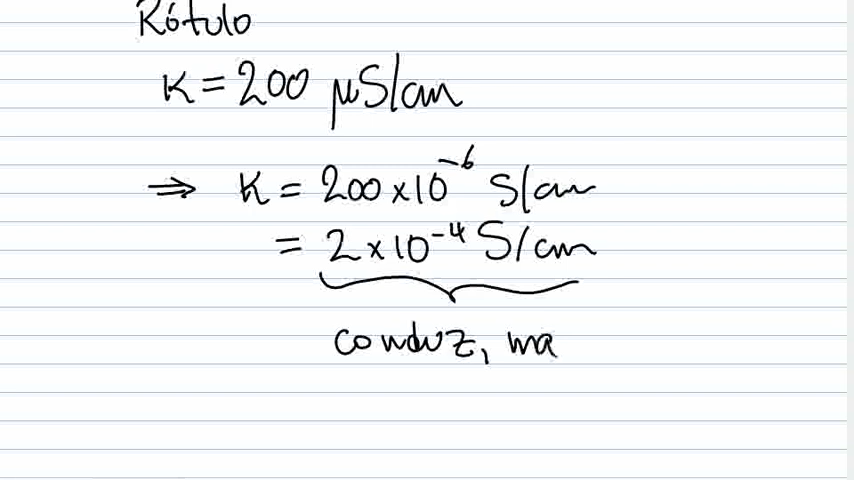 Rótulo
K = 200 μS/cm
⇒ K = 200 × 10⁻⁶ S/cm
= 2 × 10⁻⁴ S/cm
conduz, ma